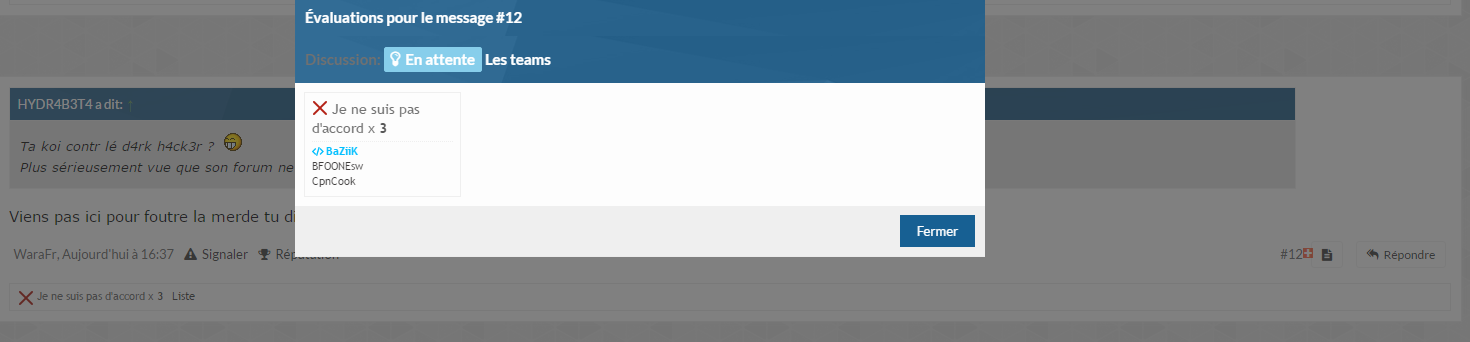 Évaluations pour le message #12
Discussion: En attente Les teams
HYDR4B3T4 a dit: ↑
Je ne suis pas
d'accord x 3
BaZiiK
BFOONEsw
CpnCook
Ta koi contr lé d4rk h4ck3r ?
Plus sérieusement vue que son forum ne
Viens pas ici pour foutre la merde tu di
Fermer
WaraFr, Aujourd'hui à 16:37 Signaler Réputation
#12 Répondre
Je ne suis pas d'accord x 3 Liste